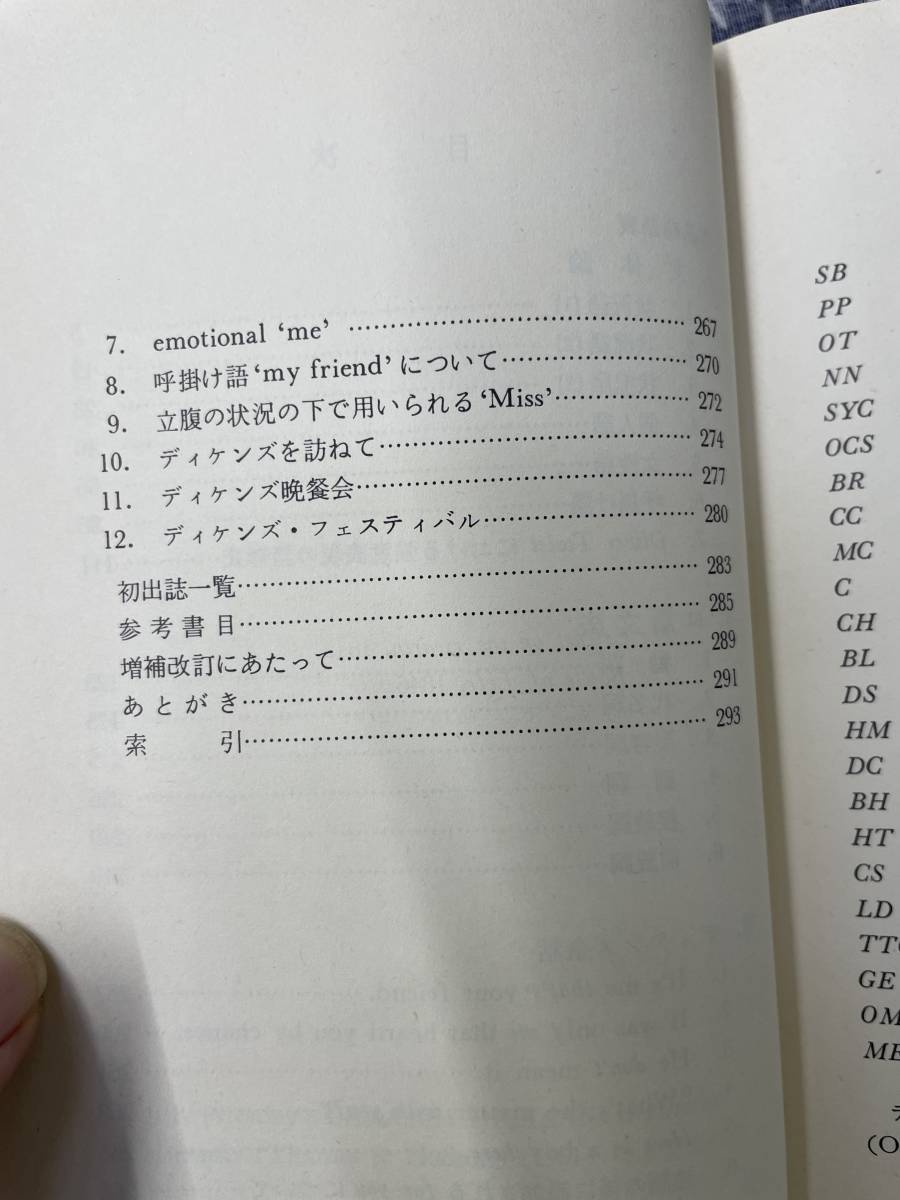 7. emotional ‘me’ ……………………………… 267
8. 呼掛け語‘my friend’について……………… 270
9. 立腹の状況の下で用いられる‘Miss’………… 272
10. ディケンズを訪ねて………………………… 274
11. ディケンズ晩餐会…………………………… 277
12. ディケンズ・フェスティバル……………… 280
初出誌一覧……………………………………… 283
参考書目………………………………………… 285
増補改訂にあたって…………………………… 289
あとがき………………………………………… 291
索引……………………………………………… 293
SB
PP
OT
NN
SYC
OCS
BR
CC
MC
C
CH
BL
DS
HM
DC
BH
HT
CS
LD
GE